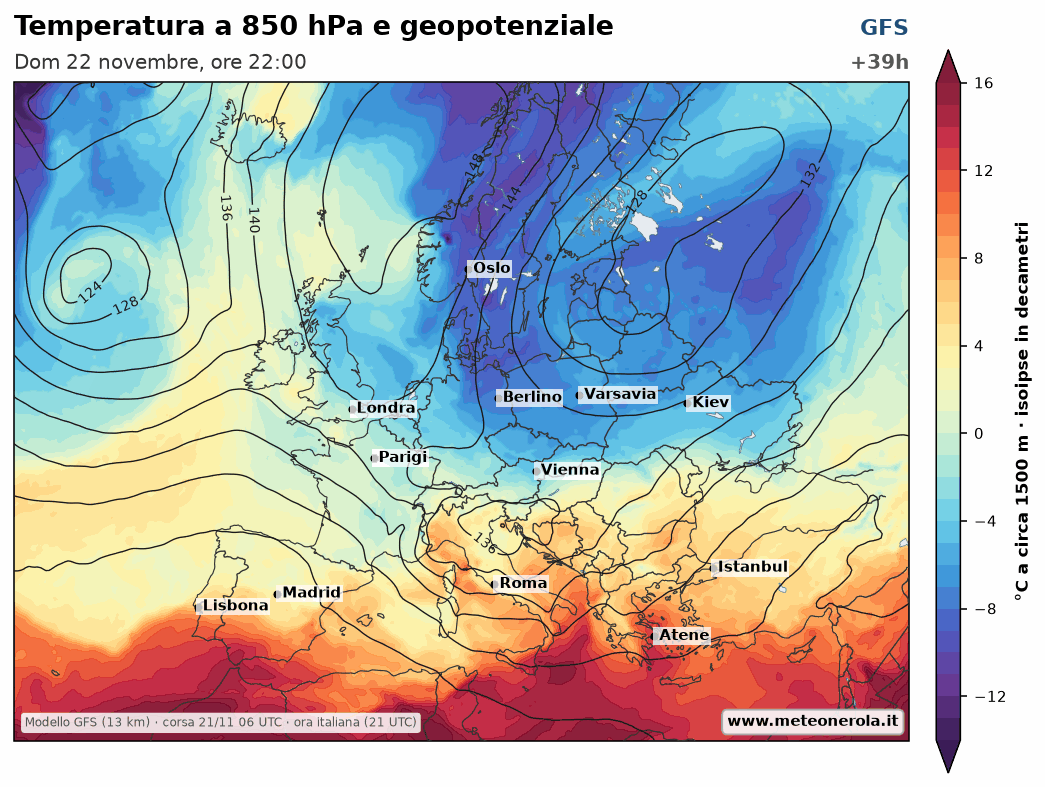 Temperatura a 850 hPa e geopotenziale
GFS
Dom 22 novembre, ore 22:00
+39h
16
12
8
4
0
−4
−8
−12
°C a circa 1500 m · isoipse in decametri
148
144
132
136
140
128
124
128
136
Oslo
Londra
Berlino
Varsavia
Kiev
Parigi
Vienna
Roma
Istanbul
Madrid
Lisbona
Atene
Modello GFS (13 km) · corsa 21/11 06 UTC · ora italiana (21 UTC)
www.meteonerola.it